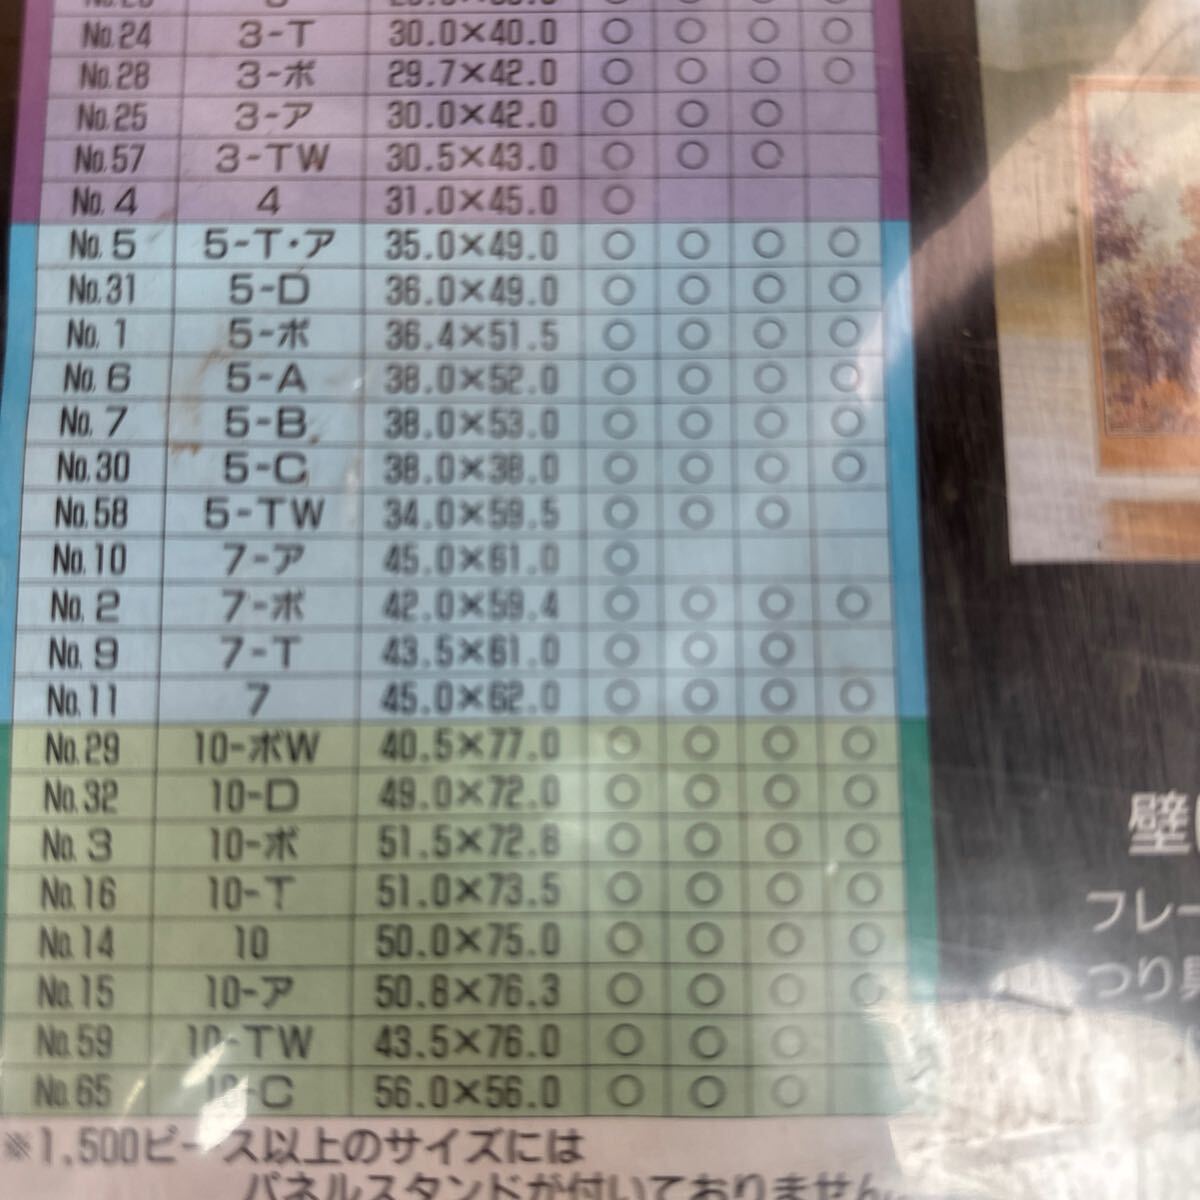 No.24 3-T 30.0×40.0 ○ ○ ○ ○
No.28 3-ボ 29.7×42.0 ○ ○ ○ ○
No.25 3-ア 30.0×42.0 ○ ○ ○
No.57 3-TW 30.5×43.0 ○ ○ ○
No.4 4 31.0×45.0 ○
No.5 5-T・ア 35.0×49.0 ○ ○ ○ ○
No.31 5-D 36.0×49.0 ○ ○ ○ ○
No.1 5-ボ 36.4×51.5 ○ ○ ○ ○
No.6 5-A 38.0×52.0 ○ ○ ○ ○
No.7 5-B 38.0×53.0 ○ ○ ○ ○
No.30 5-C 38.0×38.0 ○ ○ ○ ○
No.58 5-TW 34.0×59.5 ○ ○ ○
No.10 7-ア 45.0×61.0 ○
No.2 7-ボ 42.0×59.4 ○ ○ ○ ○
No.9 7-T 43.5×61.0 ○ ○ ○
No.11 7 45.0×62.0 ○ ○ ○ ○
No.29 10-ボW 40.5×77.0 ○ ○ ○ ○
No.32 10-D 49.0×72.0 ○ ○ ○ ○
No.3 10-ボ 51.5×72.8 ○ ○ ○ ○
No.16 10-T 51.0×73.5 ○ ○ ○ ○
No.14 10 50.0×75.0 ○ ○ ○ ○
No.15 10-ア 50.8×76.3 ○ ○ ○ ○
No.59 10-TW 43.5×76.0 ○ ○ ○
No.65 10-C 56.0×56.0 ○ ○ ○
※1,500ピース以上のサイズには
パネルスタンドが付いておりません。
壁
フレー
つり